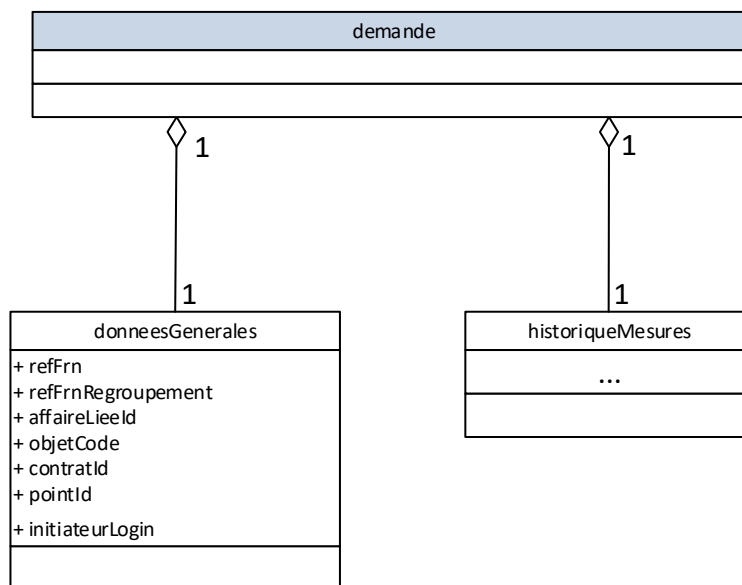 demande
1
1
1
1
donneesGenerales
+ refFrn
+ refFrnRegroupement
+ affaireLieeId
+ objetCode
+ contratId
+ pointId
+ initiateurLogin
historiqueMesures
...